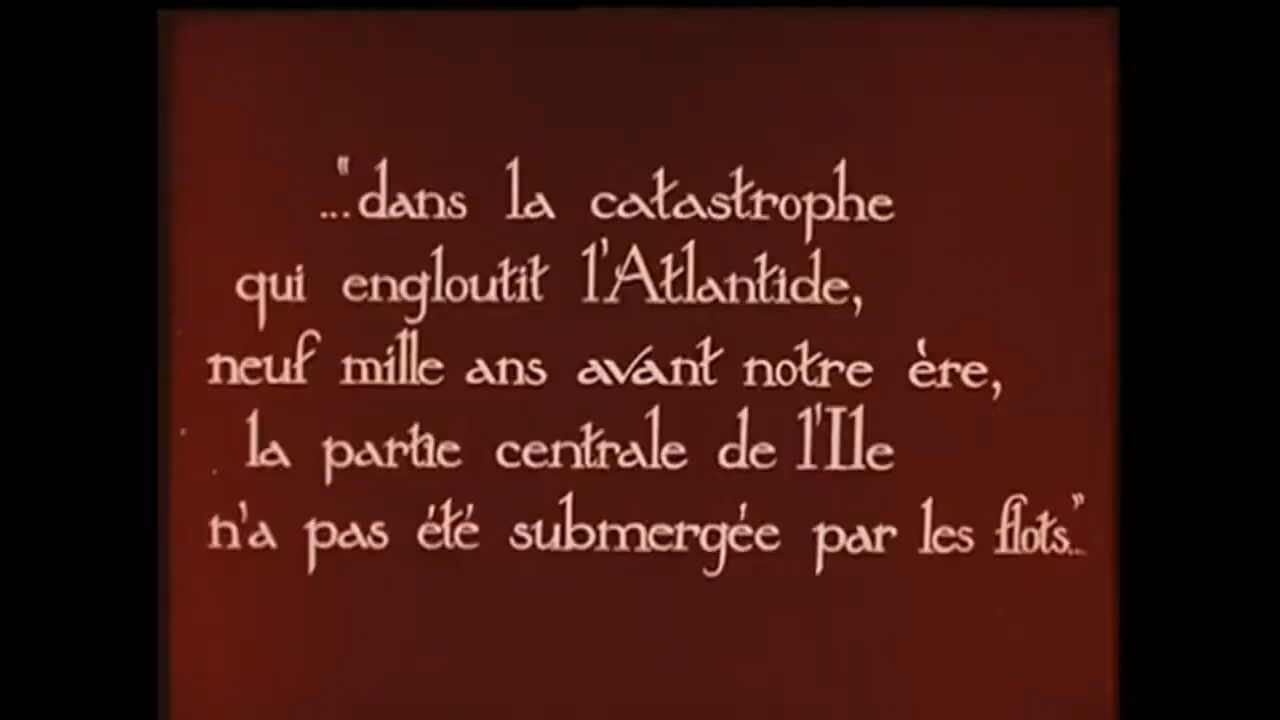 ..."dans la catastrophe
qui engloutit l'Atlantide,
neuf mille ans avant notre ère,
la partie centrale de l'Ile
n'a pas été submergée par les flots"...